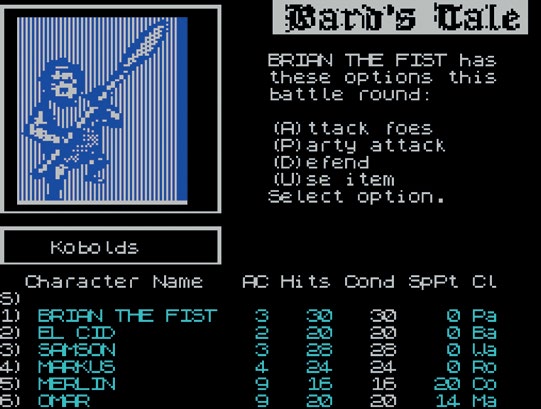 Bard's Tale
BRIAN THE FIST has
these options this
battle round:
(A)ttack foes
(P)arty attack
(D)efend
(U)se item
Select option.
Kobolds
Character Name AC Hits Cond SpPt Cl
S)
1) BRIAN THE FIST 3 30 30 0 Pa
2) EL CID 2 20 20 0 Ba
3) SAMSON 3 28 28 0 Wa
4) MARKUS 4 24 24 0 Ro
5) MERLIN 9 16 16 20 Co
6) OMAR 9 20 20 14 Ma